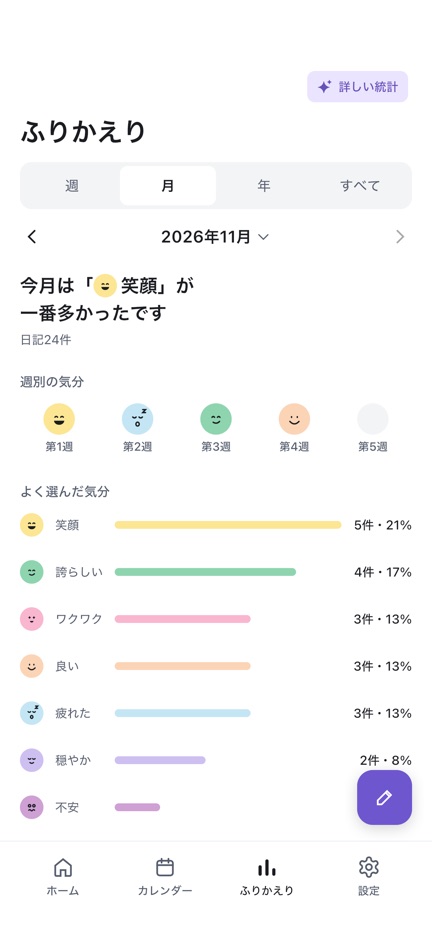 詳しい統計
ふりかえり
週 月 年 すべて
2026年11月
今月は「笑顔」が
一番多かったです
日記24件
週別の気分
第1週 第2週 第3週 第4週 第5週
よく選んだ気分
笑顔 5件・21%
誇らしい 4件・17%
ワクワク 3件・13%
良い 3件・13%
疲れた 3件・13%
穏やか 2件・8%
不安
ホーム カレンダー ふりかえり 設定